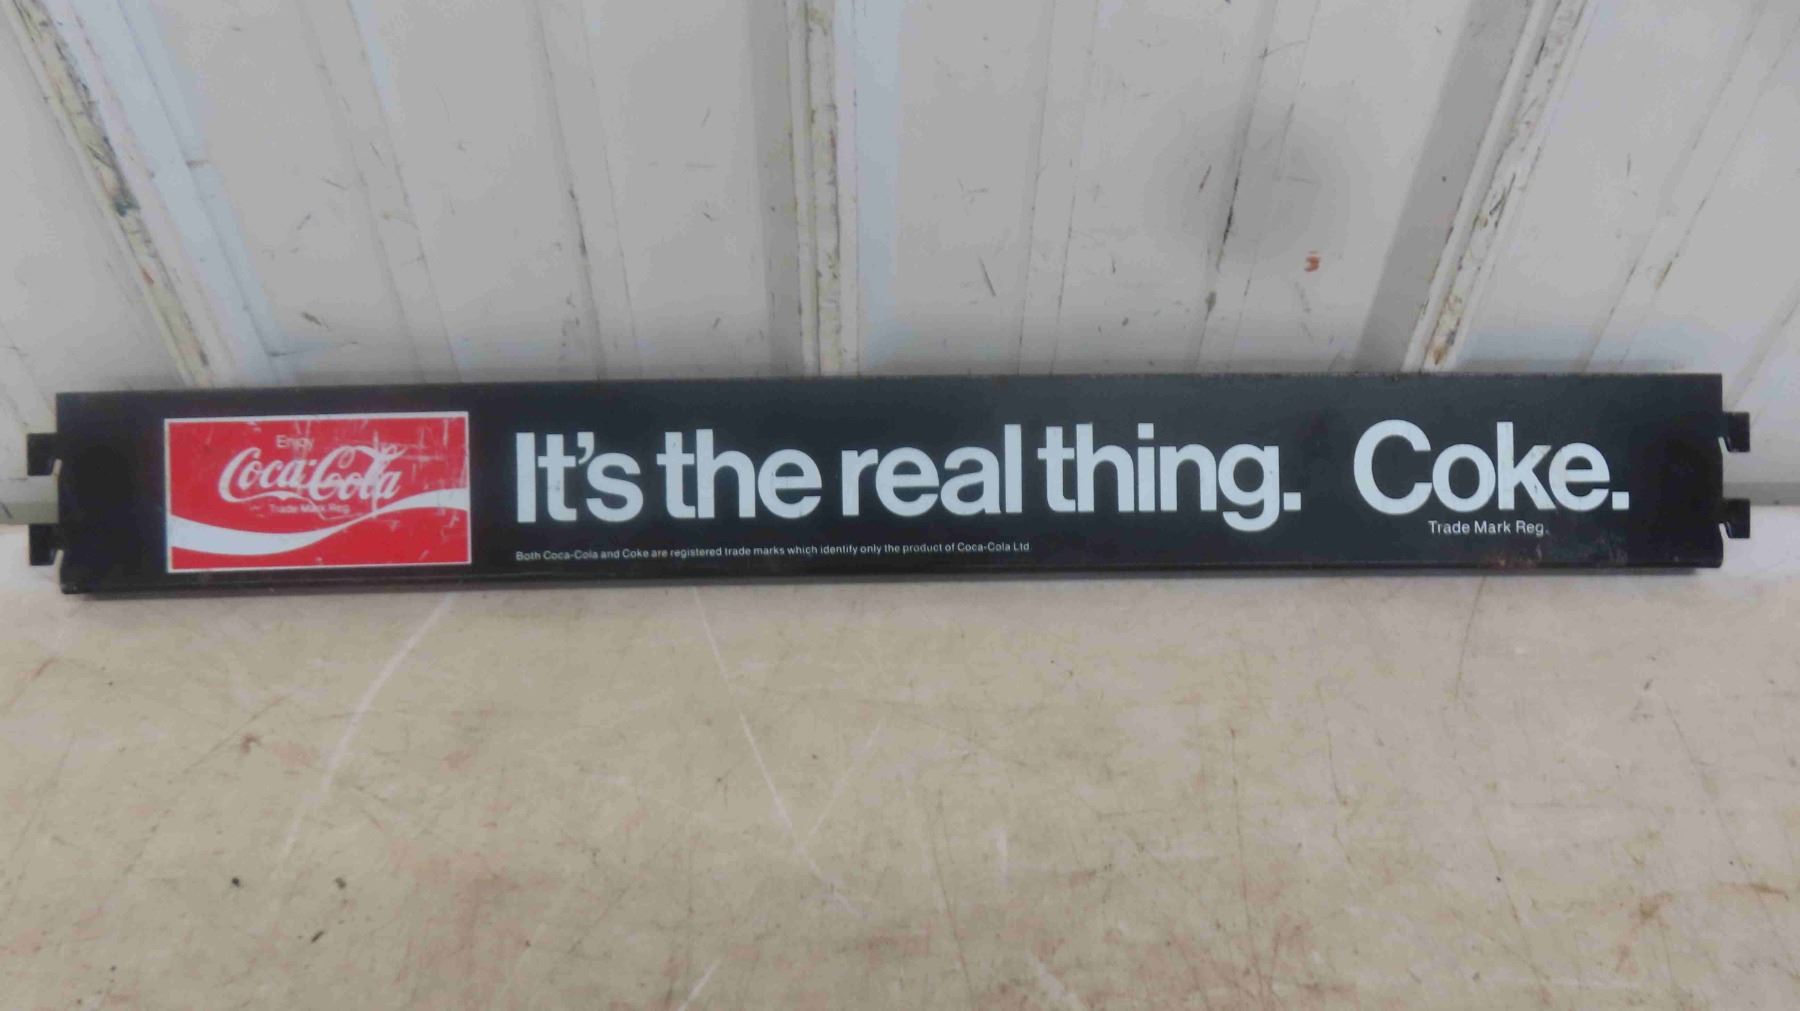 Enjoy
Coca-Cola
Trade Mark Reg.
It's the real thing. Coke.
Trade Mark Reg.
Both Coca-Cola and Coke are registered trade marks which identify only the product of Coca-Cola Ltd.